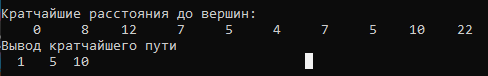 Кратчайшие расстояния до вершин:
0 8 12 7 5 4 7 5 10 22
Вывод кратчайшего пути
1 5 10